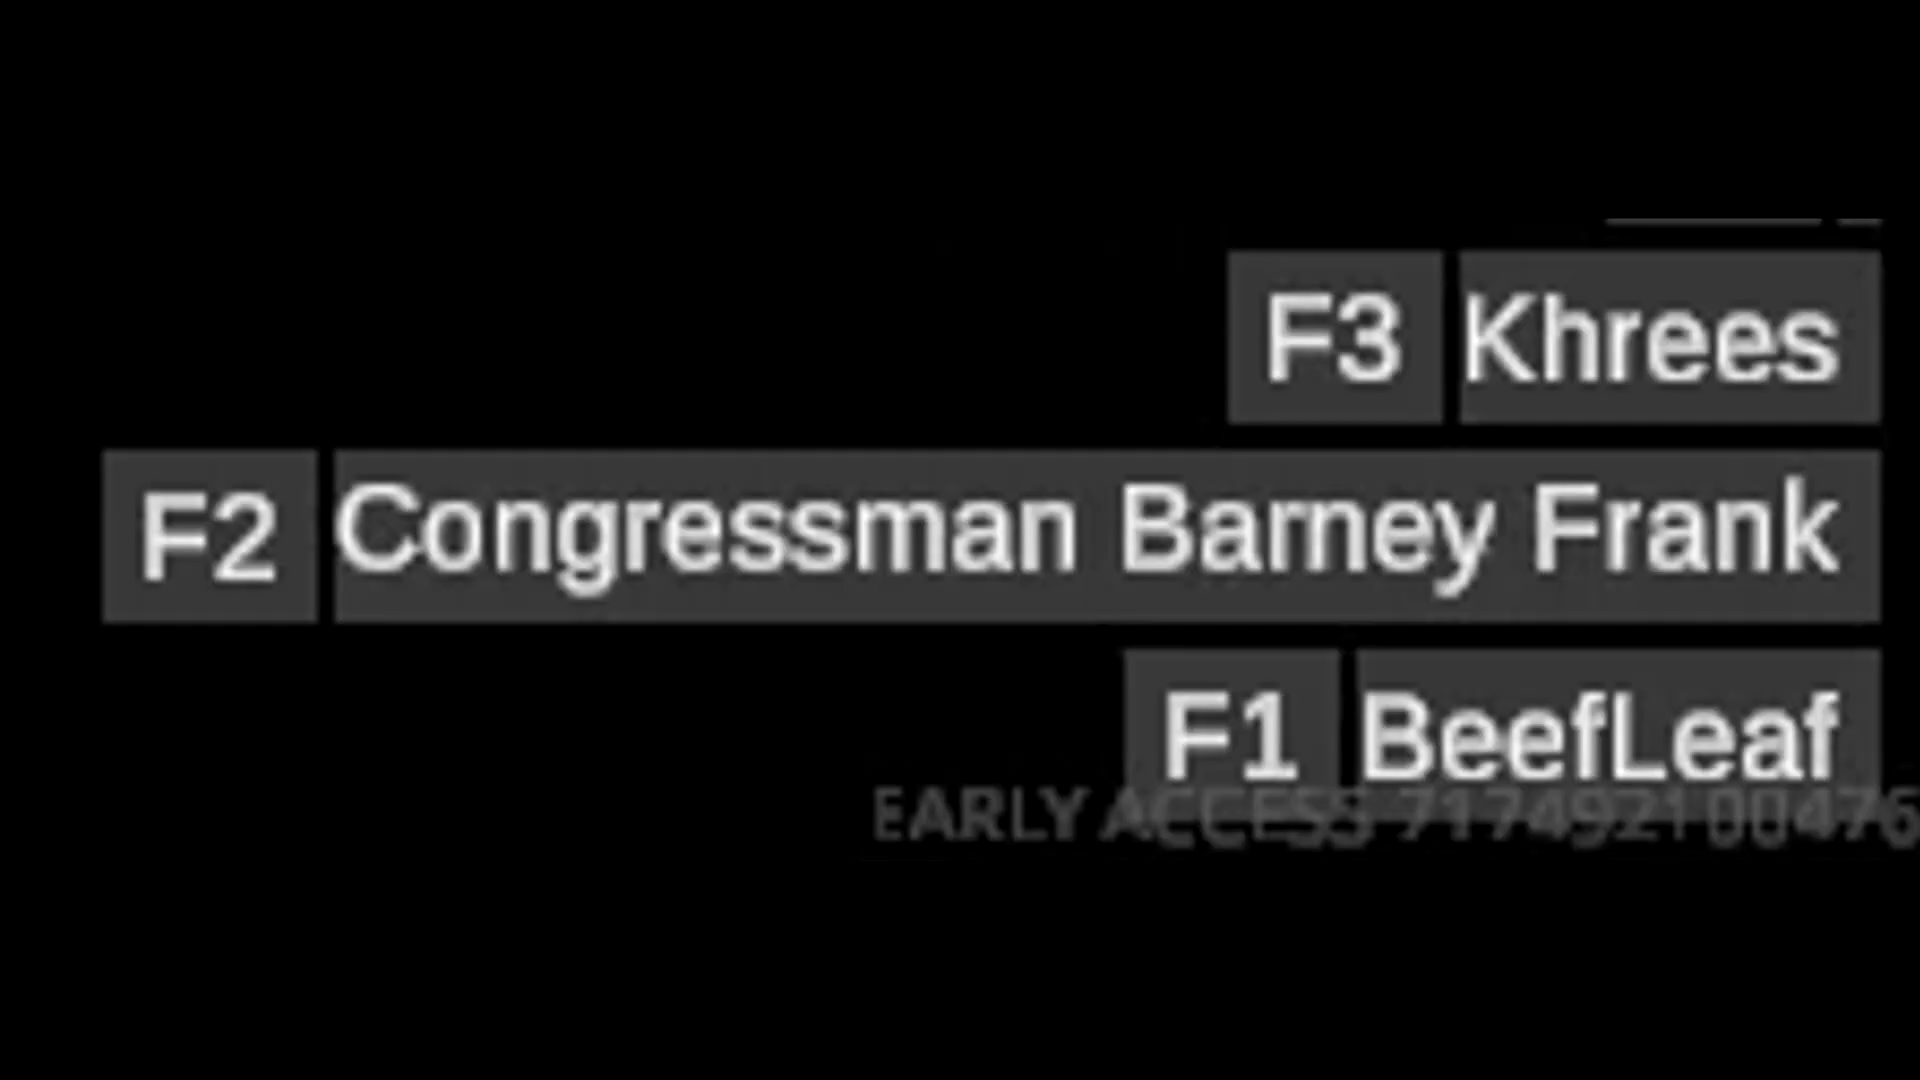 F3 Khrees
F2 Congressman Barney Frank
F1 BeefLeaf
EARLY ACCESS 717492100476